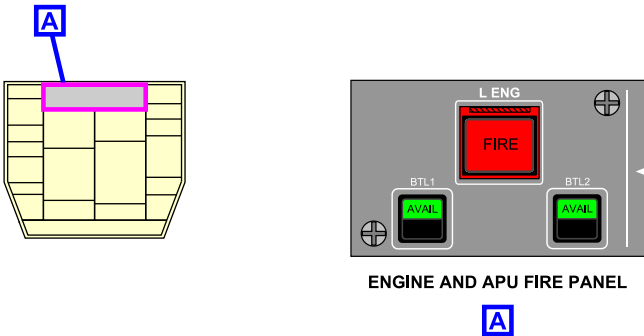 A
L ENG
FIRE
BTL1
BTL2
AVAIL
AVAIL
ENGINE AND APU FIRE PANEL
A